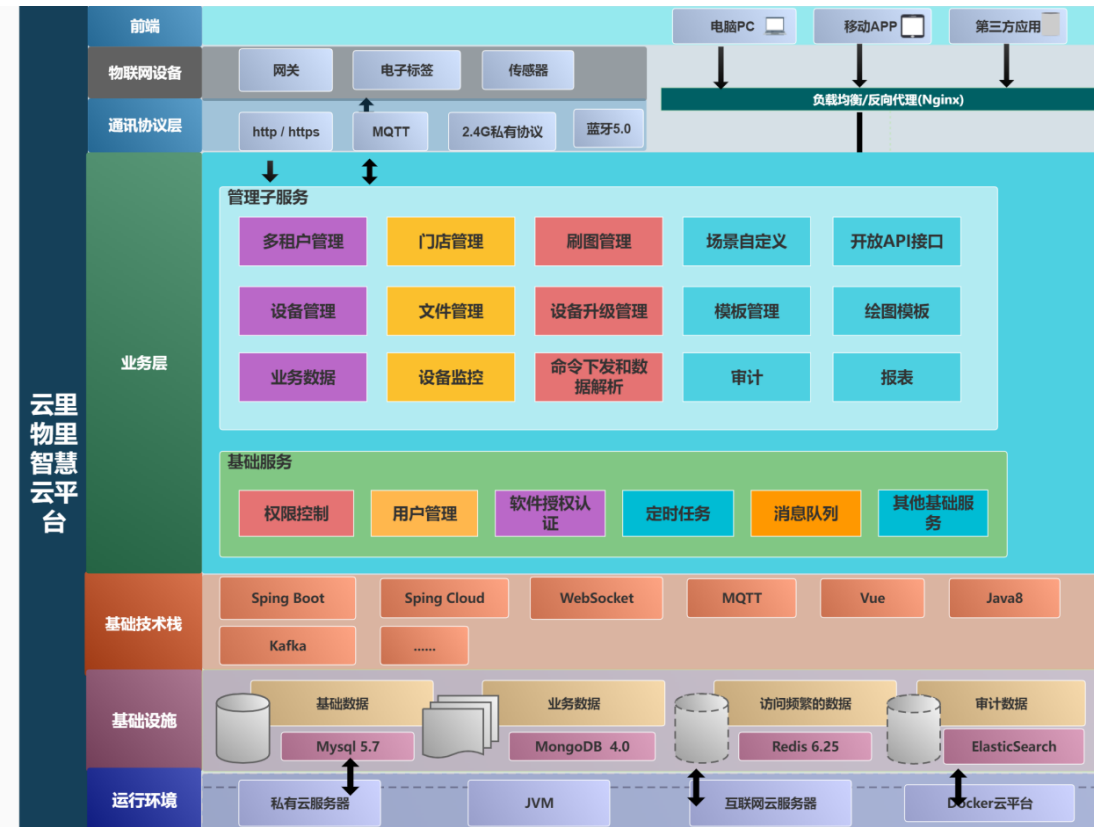 云里
物里
智慧
云平
台
前端
电脑PC
移动APP
第三方应用
物联网设备
网关
电子标签
传感器
负载均衡/反向代理(Nginx)
通讯协议层
http / https
MQTT
2.4G私有协议
蓝牙5.0
业务层
管理子服务
多租户管理
门店管理
刷图管理
场景自定义
开放API接口
设备管理
文件管理
设备升级管理
模板管理
绘图模板
业务数据
设备监控
命令下发和数
据解析
审计
报表
基础服务
权限控制
用户管理
软件授权认
证
定时任务
消息队列
其他基础服
务
基础技术栈
Sping Boot
Sping Cloud
WebSocket
MQTT
Vue
Java8
Kafka
......
基础设施
基础数据
业务数据
访问频繁的数据
审计数据
Mysql 5.7
MongoDB 4.0
Redis 6.25
ElasticSearch
运行环境
私有云服务器
JVM
互联网云服务器
Docker云平台